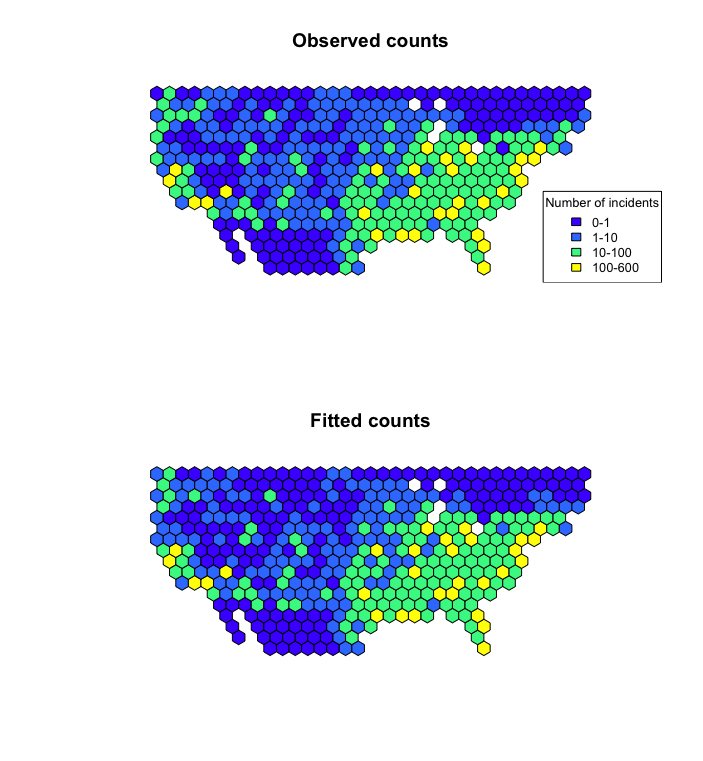 Observed counts
Number of incidents
0-1
1-10
10-100
100-600
Fitted counts